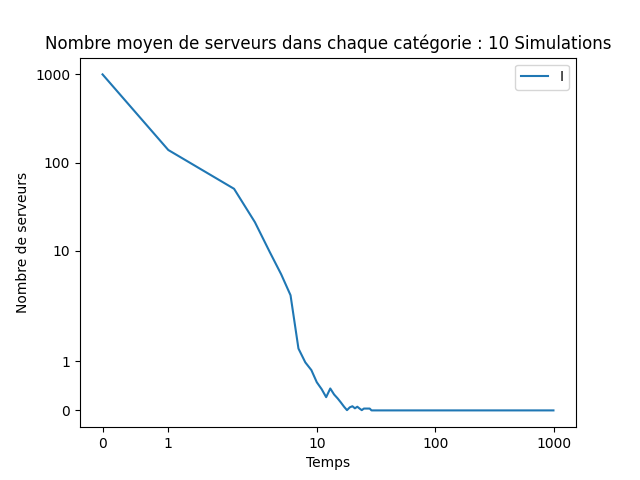 Nombre moyen de serveurs dans chaque catégorie : 10 Simulations
I
1000
100
10
1
0
Nombre de serveurs
0 1 10 100 1000
Temps